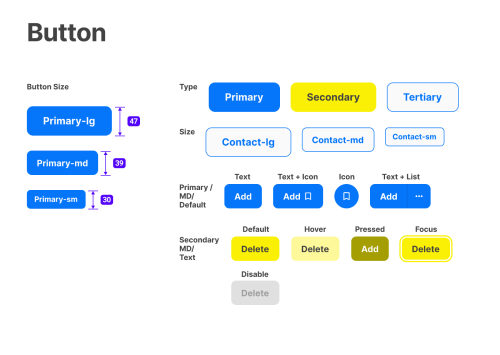 Button
Button Size
Primary-lg
47
Primary-md
39
Primary-sm
30
Type
Primary
Secondary
Tertiary
Size
Contact-lg
Contact-md
Contact-sm
Text
Text + Icon
Icon
Text + List
Primary /
MD/
Default
Add
Add
Add
Default
Hover
Pressed
Focus
Secondary
MD/
Text
Delete
Delete
Add
Delete
Disable
Delete